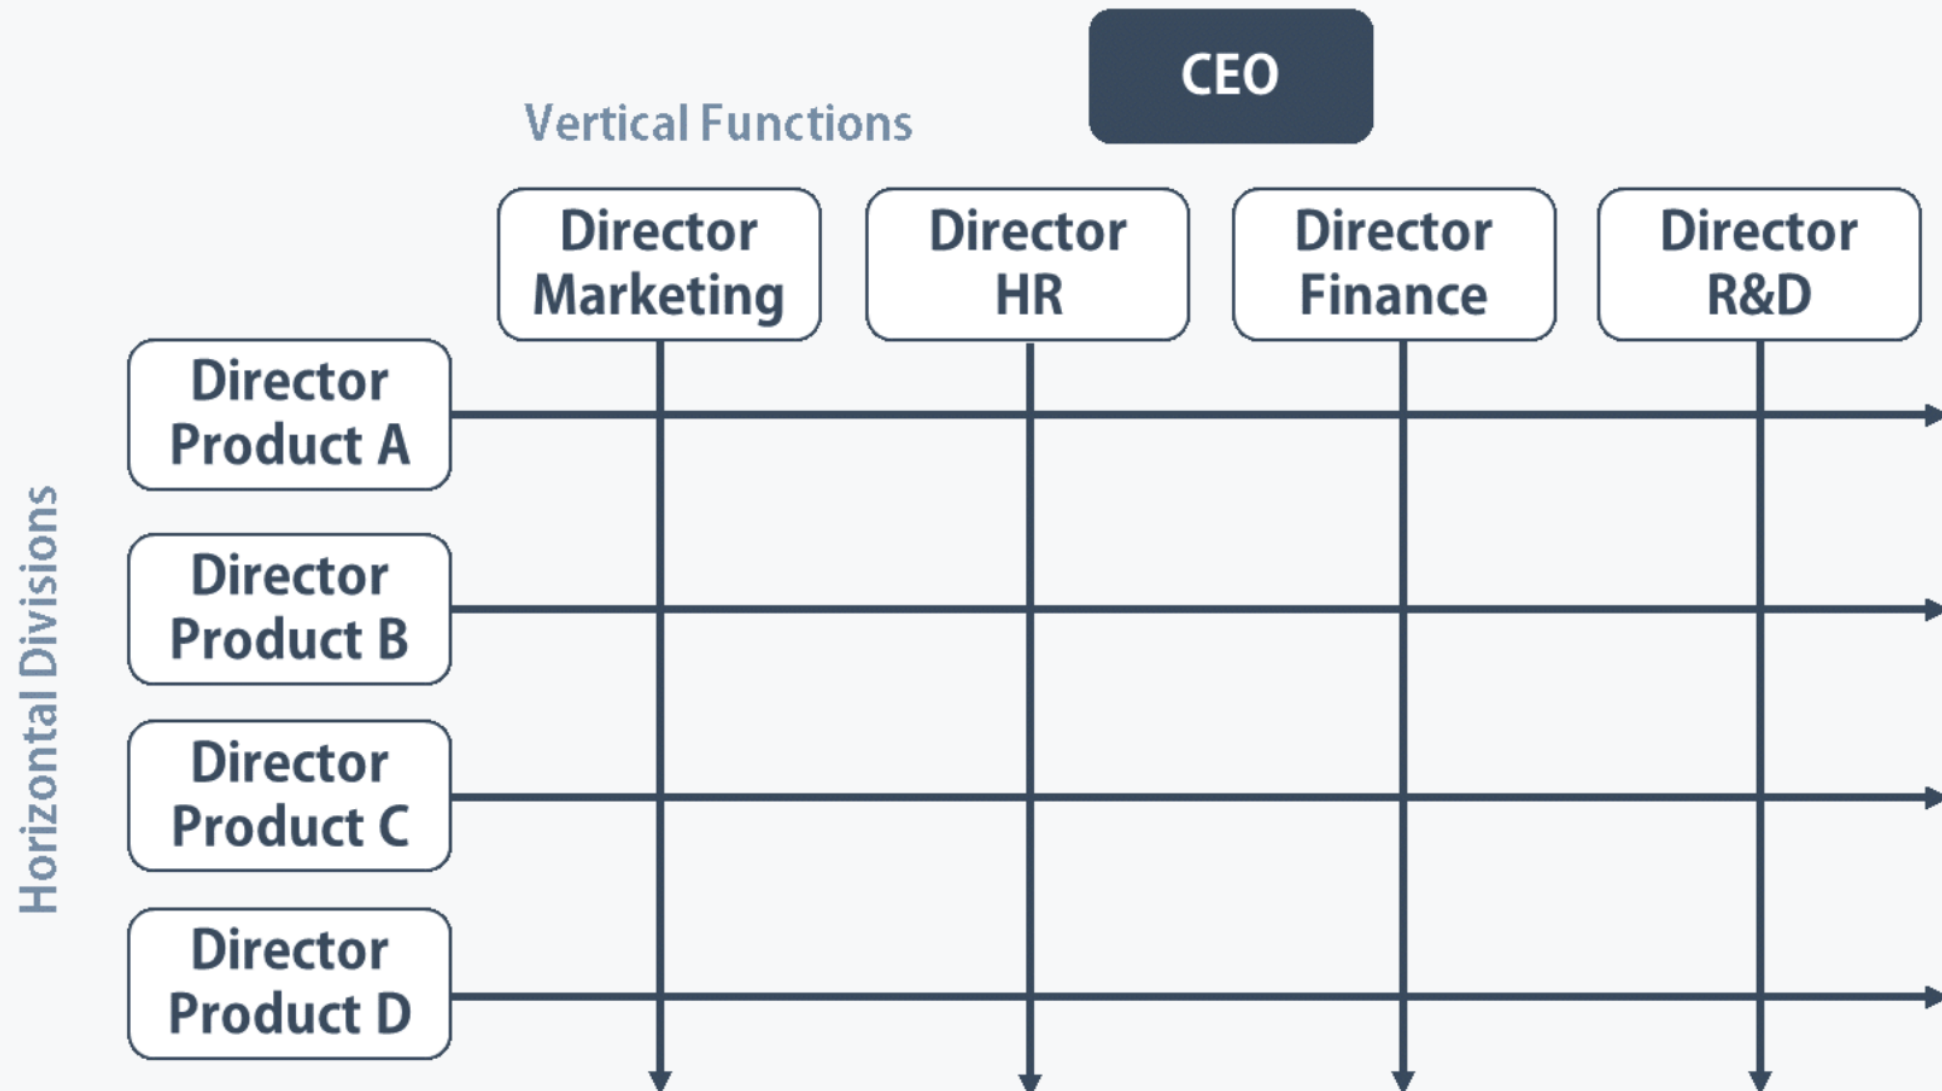 CEO
Vertical Functions
Director
Marketing
Director
HR
Director
Finance
Director
R&D
Horizontal Divisions
Director
Product A
Director
Product B
Director
Product C
Director
Product D